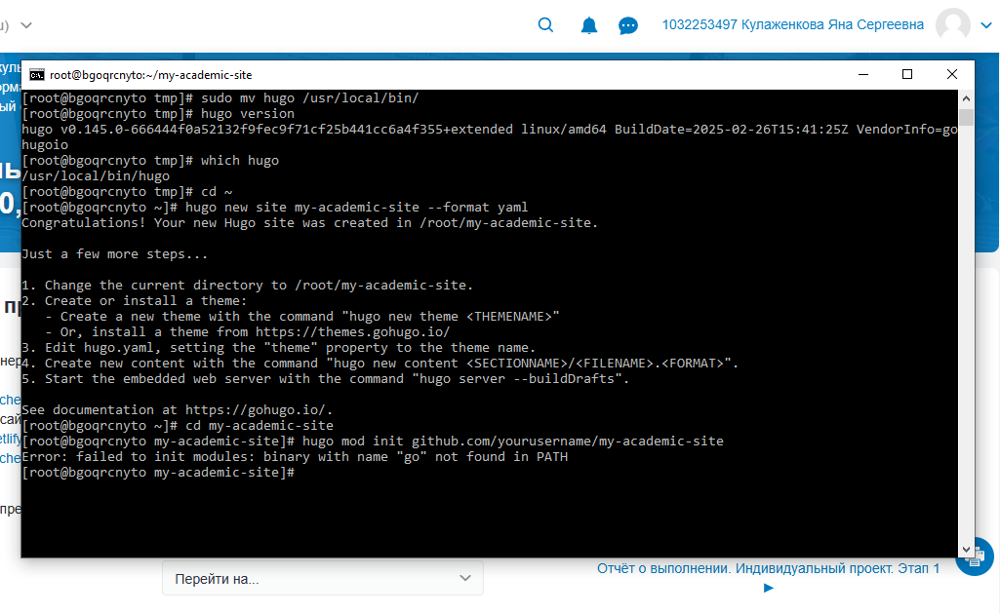 1032253497 Кулаженкова Яна Сергеевна
root@bgoqrcnyto:~/my-academic-site
[root@bgoqrcnyto tmp]# sudo mv hugo /usr/local/bin/
[root@bgoqrcnyto tmp]# hugo version
hugo v0.145.0-666444f0a52132f9fec9f71cf25b441cc6a4f355+extended linux/amd64 BuildDate=2025-02-26T15:41:25Z VendorInfo=go
hugoio
[root@bgoqrcnyto tmp]# which hugo
/usr/local/bin/hugo
[root@bgoqrcnyto tmp]# cd ~
[root@bgoqrcnyto ~]# hugo new site my-academic-site --format yaml
Congratulations! Your new Hugo site was created in /root/my-academic-site.
Just a few more steps...
1. Change the current directory to /root/my-academic-site.
2. Create or install a theme:
- Create a new theme with the command "hugo new theme <THEMENAME>"
- Or, install a theme from https://themes.gohugo.io/
3. Edit hugo.yaml, setting the "theme" property to the theme name.
4. Create new content with the command "hugo new content <SECTIONNAME>/<FILENAME>.<FORMAT>".
5. Start the embedded web server with the command "hugo server --buildDrafts".
See documentation at https://gohugo.io/.
[root@bgoqrcnyto ~]# cd my-academic-site
[root@bgoqrcnyto my-academic-site]# hugo mod init github.com/yourusername/my-academic-site
Error: failed to init modules: binary with name "go" not found in PATH
[root@bgoqrcnyto my-academic-site]#
Отчёт о выполнении. Индивидуальный проект. Этап 1
Перейти на...